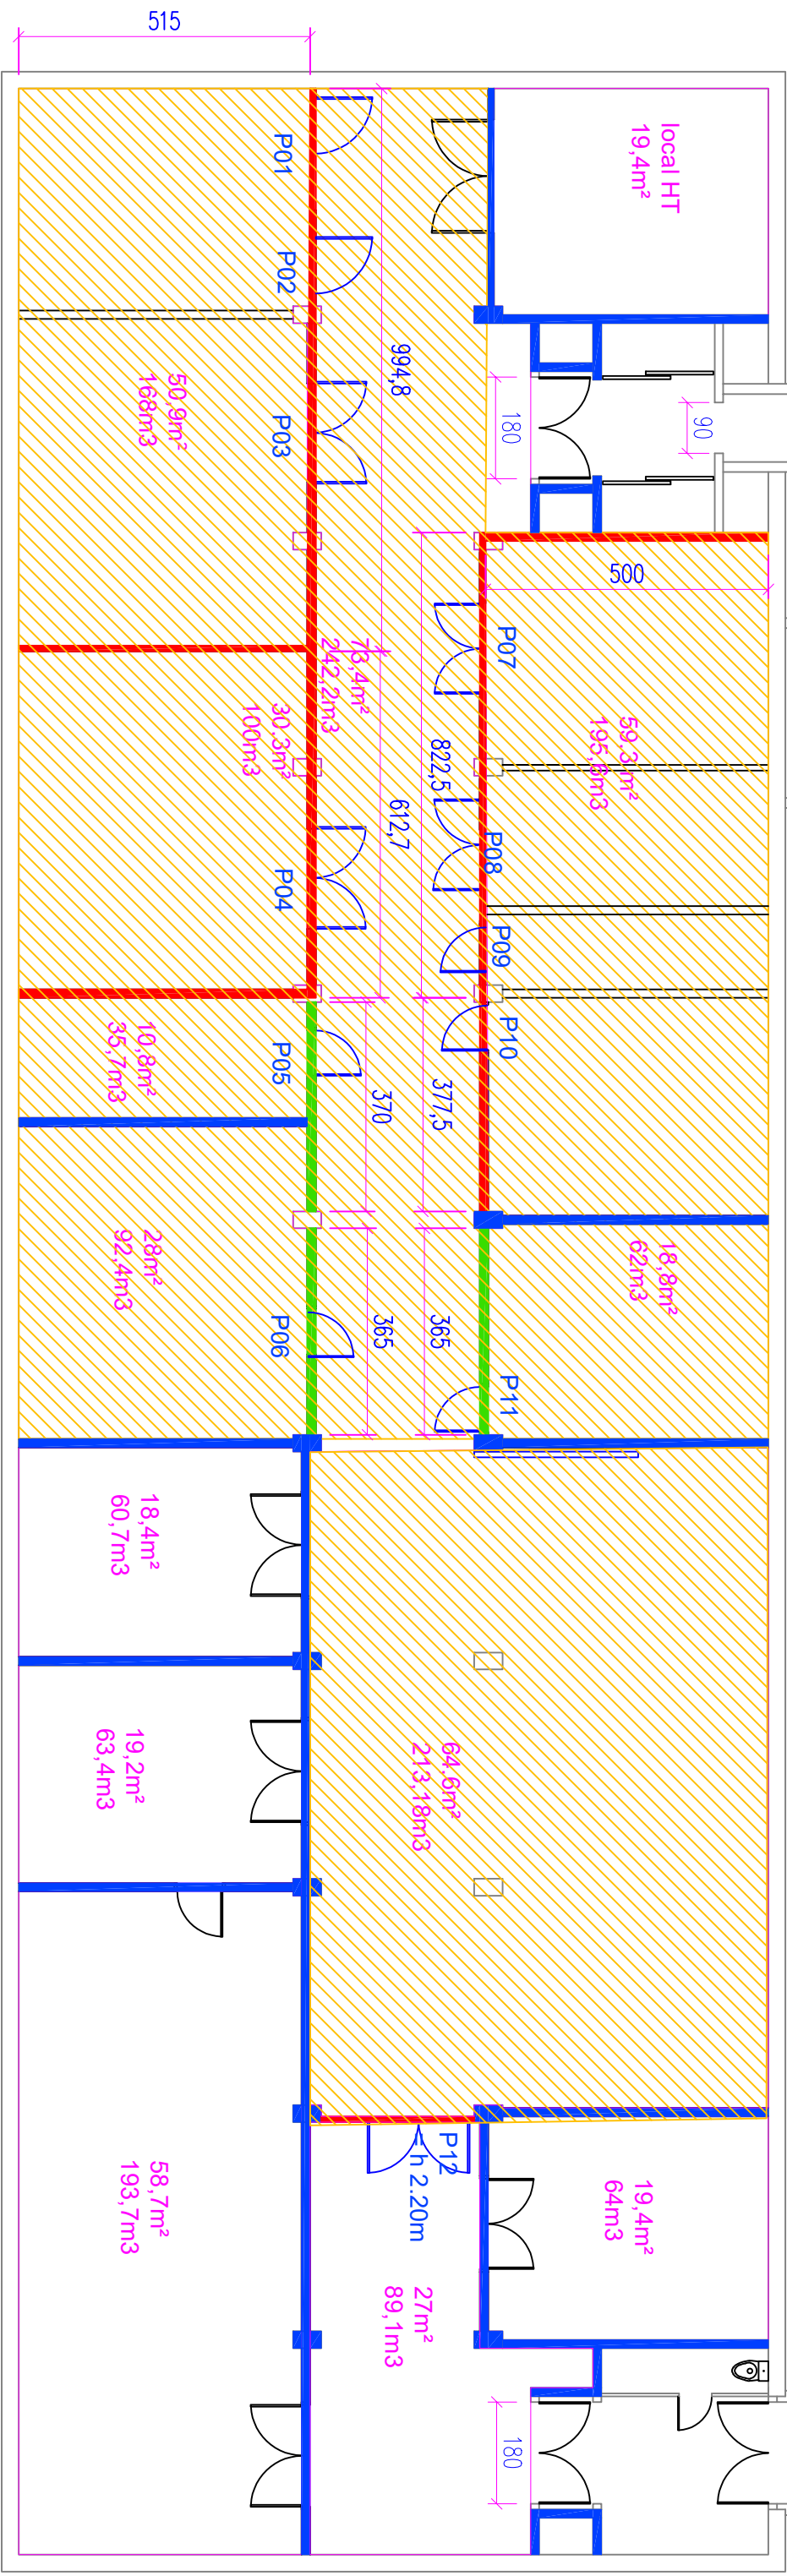 515
local HT
19,4m²
P01
P02
994,8
180
90
50,9m²
168m3
P03
500
P07
73,4m²
242,2m3
30,3m²
100m3
59,3m²
195,6m3
822,5
612,7
P08
P04
P09
P10
10,8m²
35,7m3
P05
370
377,5
28m²
92,4m3
18,8m²
62m3
P06
365
365
P11
18,4m²
60,7m3
19,2m²
63,4m3
64,6m²
213,18m3
P12
= h 2.20m
58,7m²
193,7m3
19,4m²
64m3
27m²
89,1m3
180